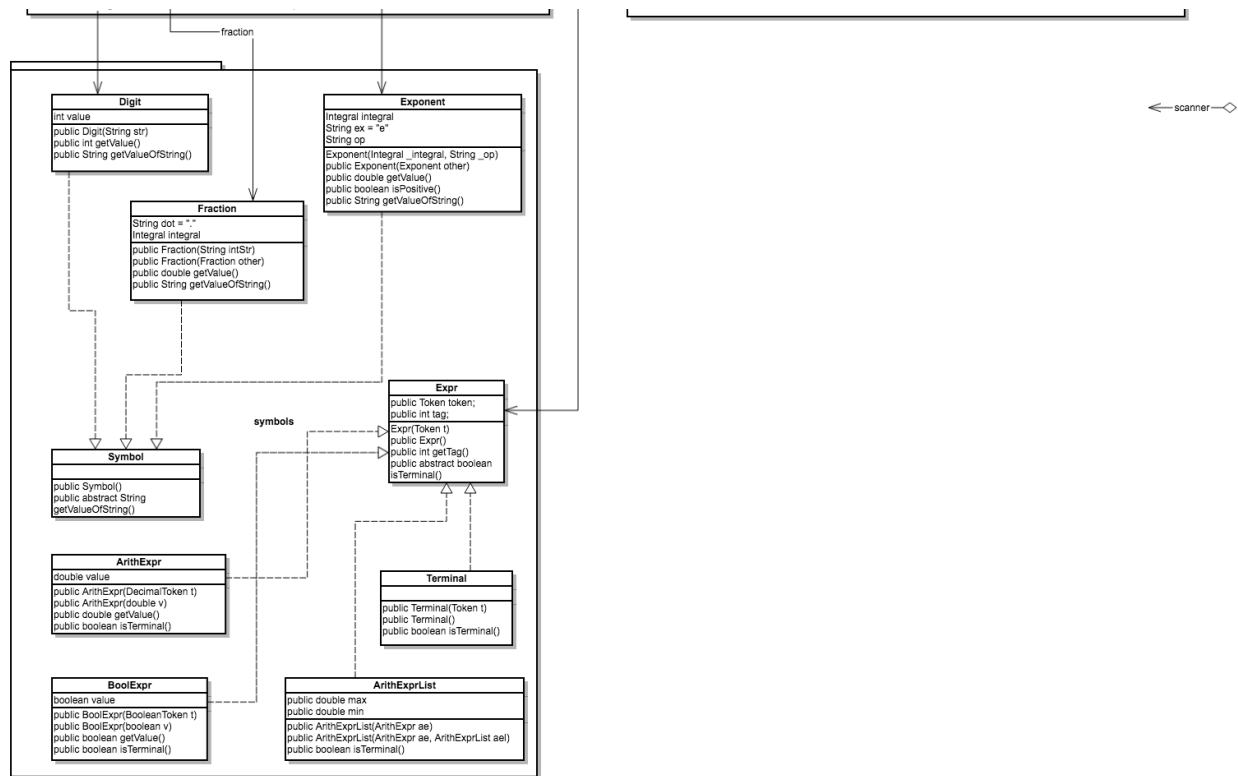 fraction
Digit
int value
public Digit(String str)
public int getValue()
public String getValueOfString()
Exponent
Integral integral
String ex = "e"
String op
Exponent(Integral _integral, String _op)
public Exponent(Exponent other)
public double getValue()
public boolean isPositive()
public String getValueOfString()
scanner
Fraction
String dot = "."
Integral integral
public Fraction(String intStr)
public Fraction(Fraction other)
public double getValue()
public String getValueOfString()
Expr
public Token token;
public int tag;
Expr(Token t)
public Expr()
public int getTag()
public abstract boolean
isTerminal()
symbols
Symbol
public Symbol()
public abstract String
getValueOfString()
ArithExpr
double value
public ArithExpr(DecimalToken t)
public ArithExpr(double v)
public double getValue()
public boolean isTerminal()
Terminal
public Terminal(Token t)
public Terminal()
public boolean isTerminal()
BoolExpr
boolean value
public BoolExpr(BooleanToken t)
public BoolExpr(boolean v)
public boolean getValue()
public boolean isTerminal()
ArithExprList
public double max
public double min
public ArithExprList(ArithExpr ae)
public ArithExprList(ArithExpr ae, ArithExprList ael)
public boolean isTerminal()